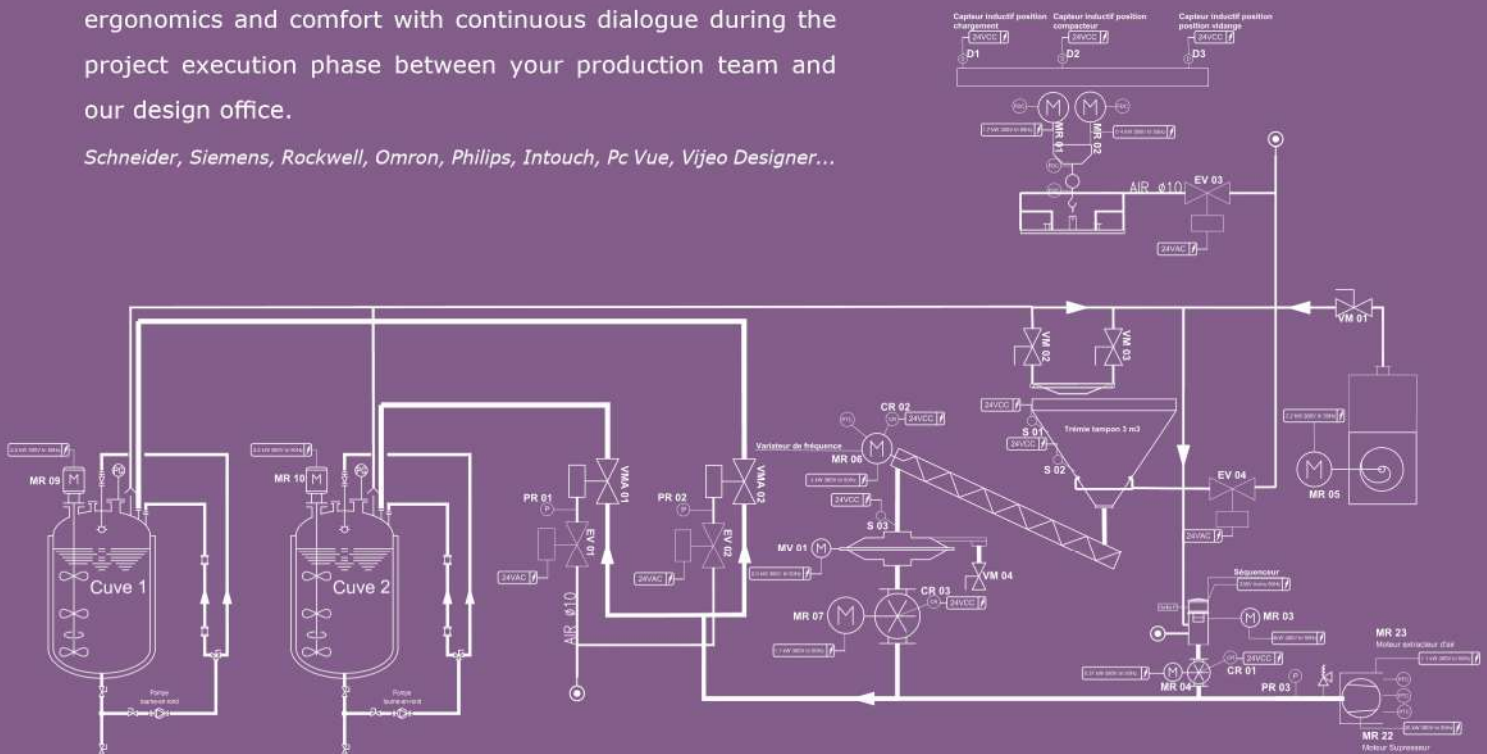 ergonomics and comfort with continuous dialogue during the
project execution phase between your production team and
our design office.
Schneider, Siemens, Rockwell, Omron, Philips, Intouch, Pc Vue, Vijeo Designer...
Capteur inductif position
chargement
Capteur inductif position
compacteur
Capteur inductif position
position vidange
24VCC
24VCC
24VCC
D1
D2
D3
M
M
MR 01
MR 02
AIR ø10
EV 03
24VAC
VM 01
VM 02
VM 03
CR 02
24VCC
24VCC
S 01
24VCC
S 02
Trémie tampon 3 m3
Variateur de fréquence
M
MR 06
EV 04
24VAC
M
MR 05
MR 09
M
MR 10
M
Cuve 1
Cuve 2
Pompe
Pompe
PR 01
P
PR 02
P
VMA 01
VMA 02
EV 01
EV 02
24VAC
24VAC
AIR ø10
24VCC
S 03
MV 01
M
VM 04
CR 03
24VCC
MR 07
M
Séquenceur
M
MR 03
MR 04
M
24VCC
CR 01
PR 03
P
MR 23
Moteur extracteur d'air
MR 22
Moteur Supresseur